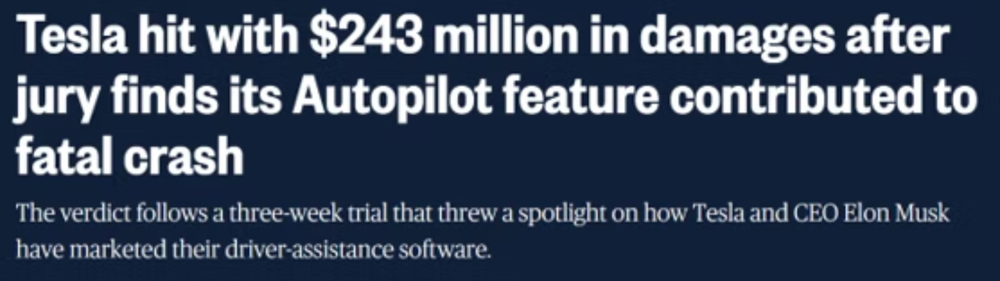 Tesla hit with $243 million in damages after
jury finds its Autopilot feature contributed to
fatal crash
The verdict follows a three-week trial that threw a spotlight on how Tesla and CEO Elon Musk
have marketed their driver-assistance software.